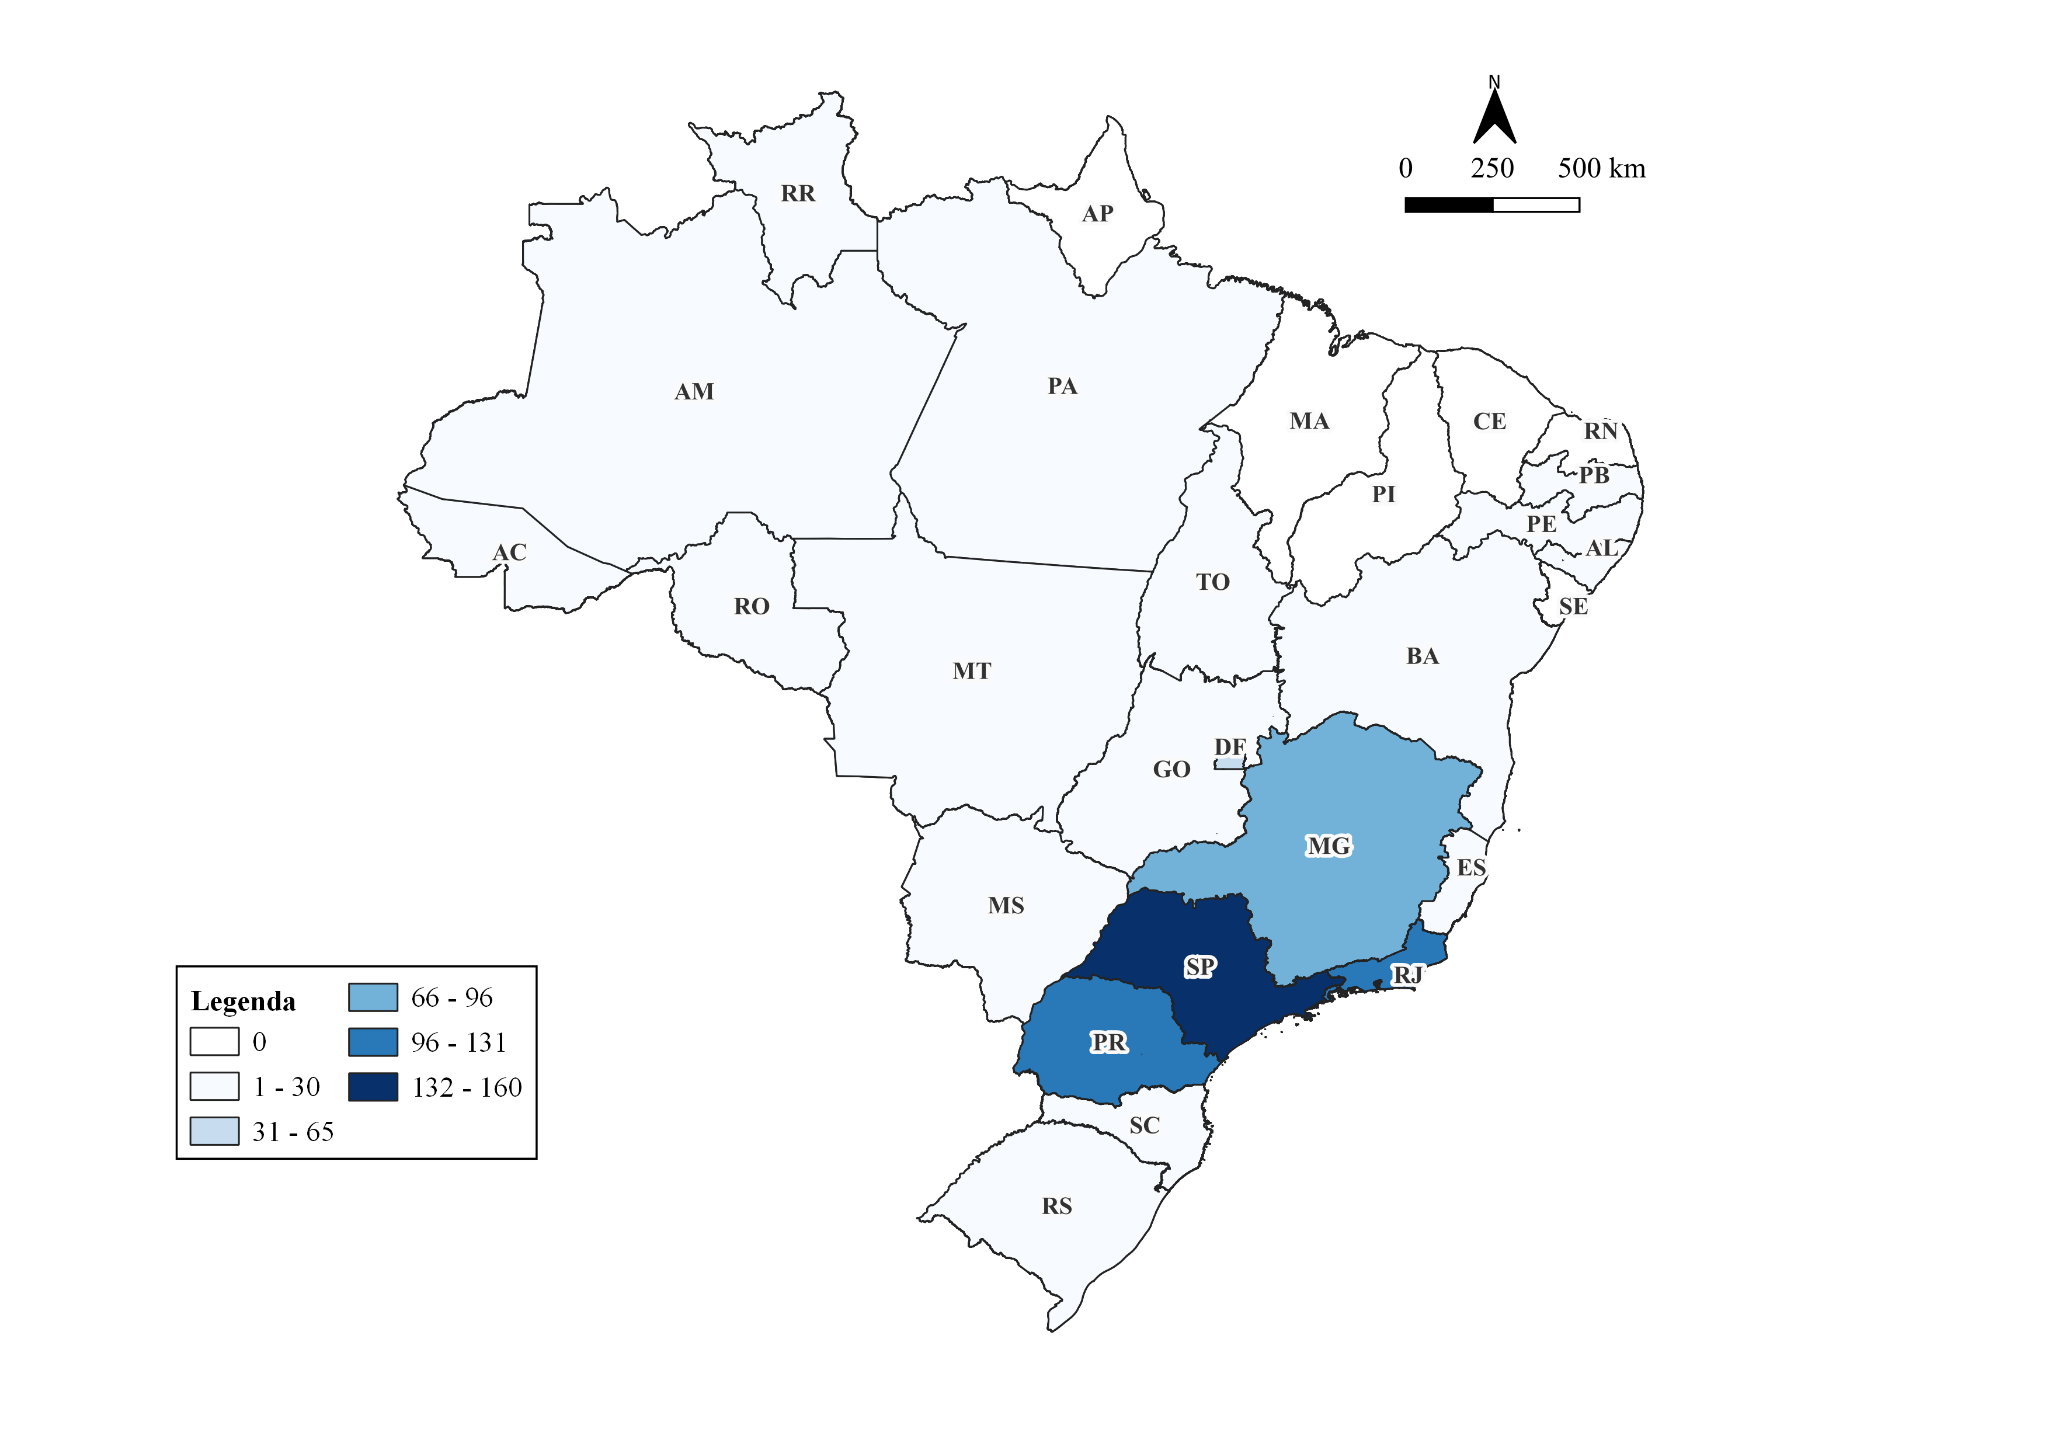 N
0 250 500 km
RR
AP
AM
PA
MA
CE
RN
PB
PI
PE
AL
AC
TO
RO
SE
BA
MT
DF
GO
MG
ES
MS
SP
RJ
PR
SC
RS
Legenda
0
1 - 30
31 - 65
66 - 96
96 - 131
132 - 160